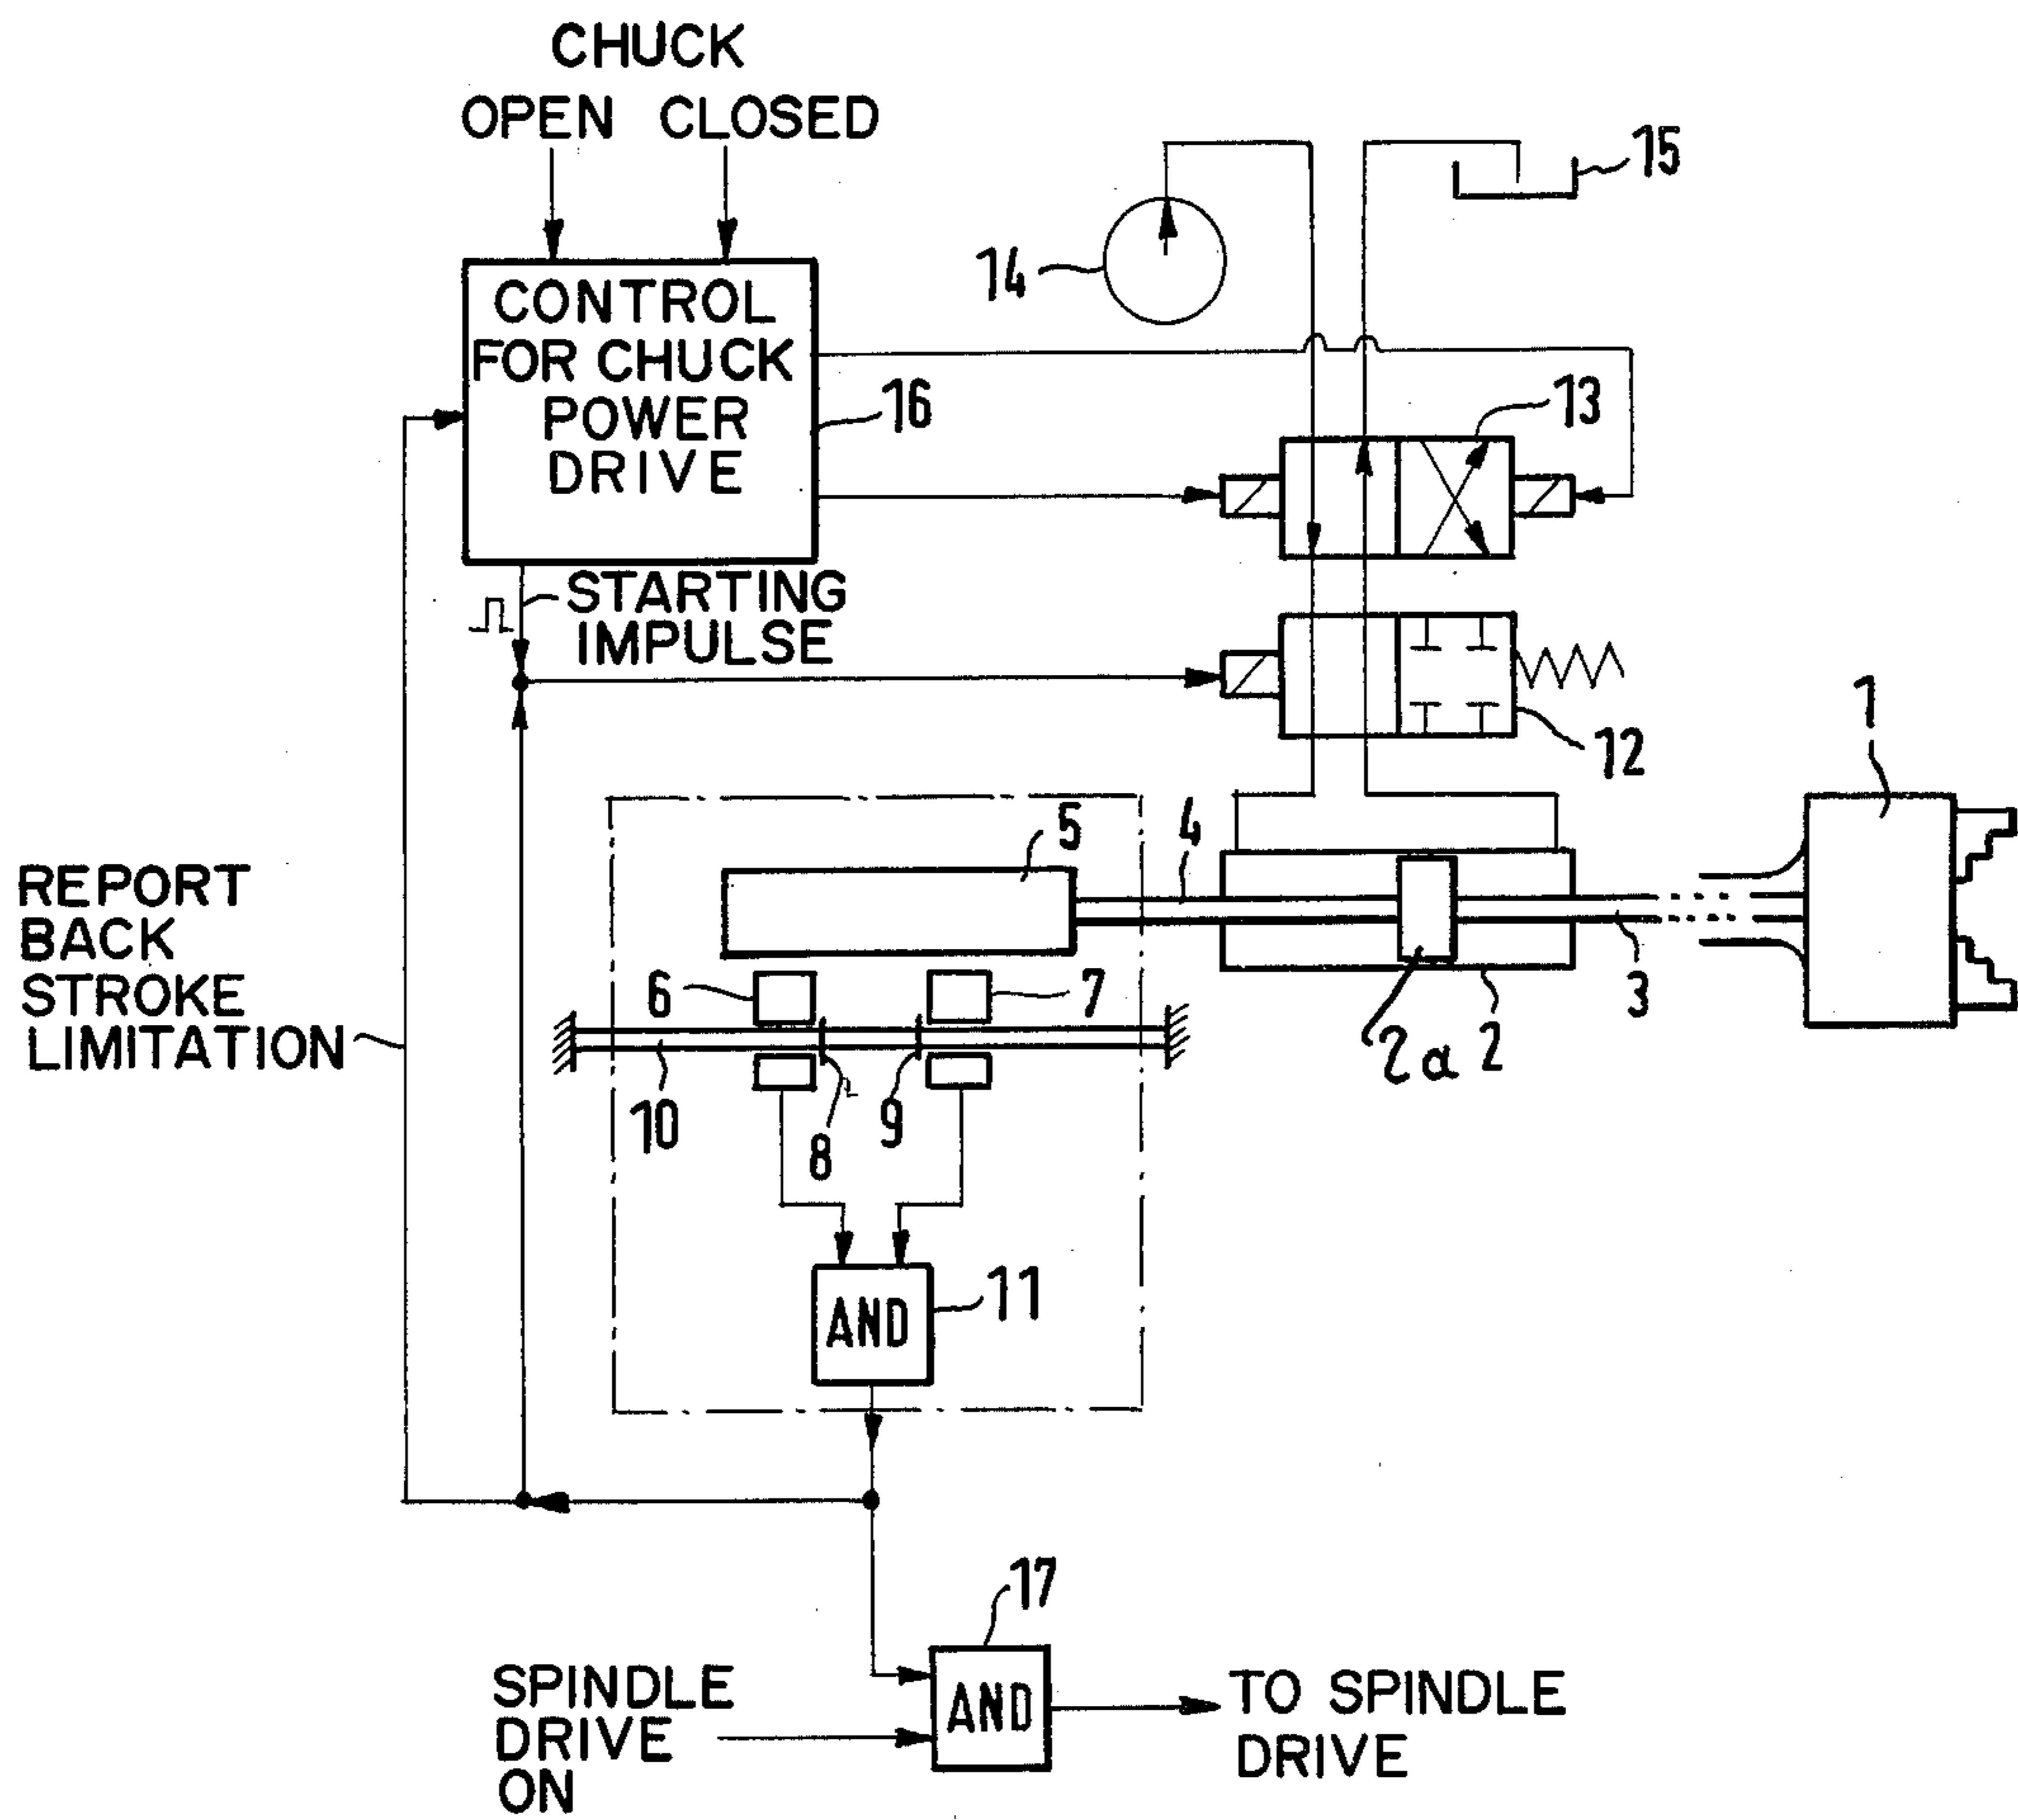 CHUCK
OPEN CLOSED
15
14
CONTROL
FOR CHUCK
POWER
DRIVE
16
13
STARTING
IMPULSE
12
1
5
4
REPORT
BACK
STROKE
LIMITATION
6
7
3
2a
2
10
8
9
AND
11
17
SPINDLE
DRIVE
ON
AND
TO SPINDLE
DRIVE